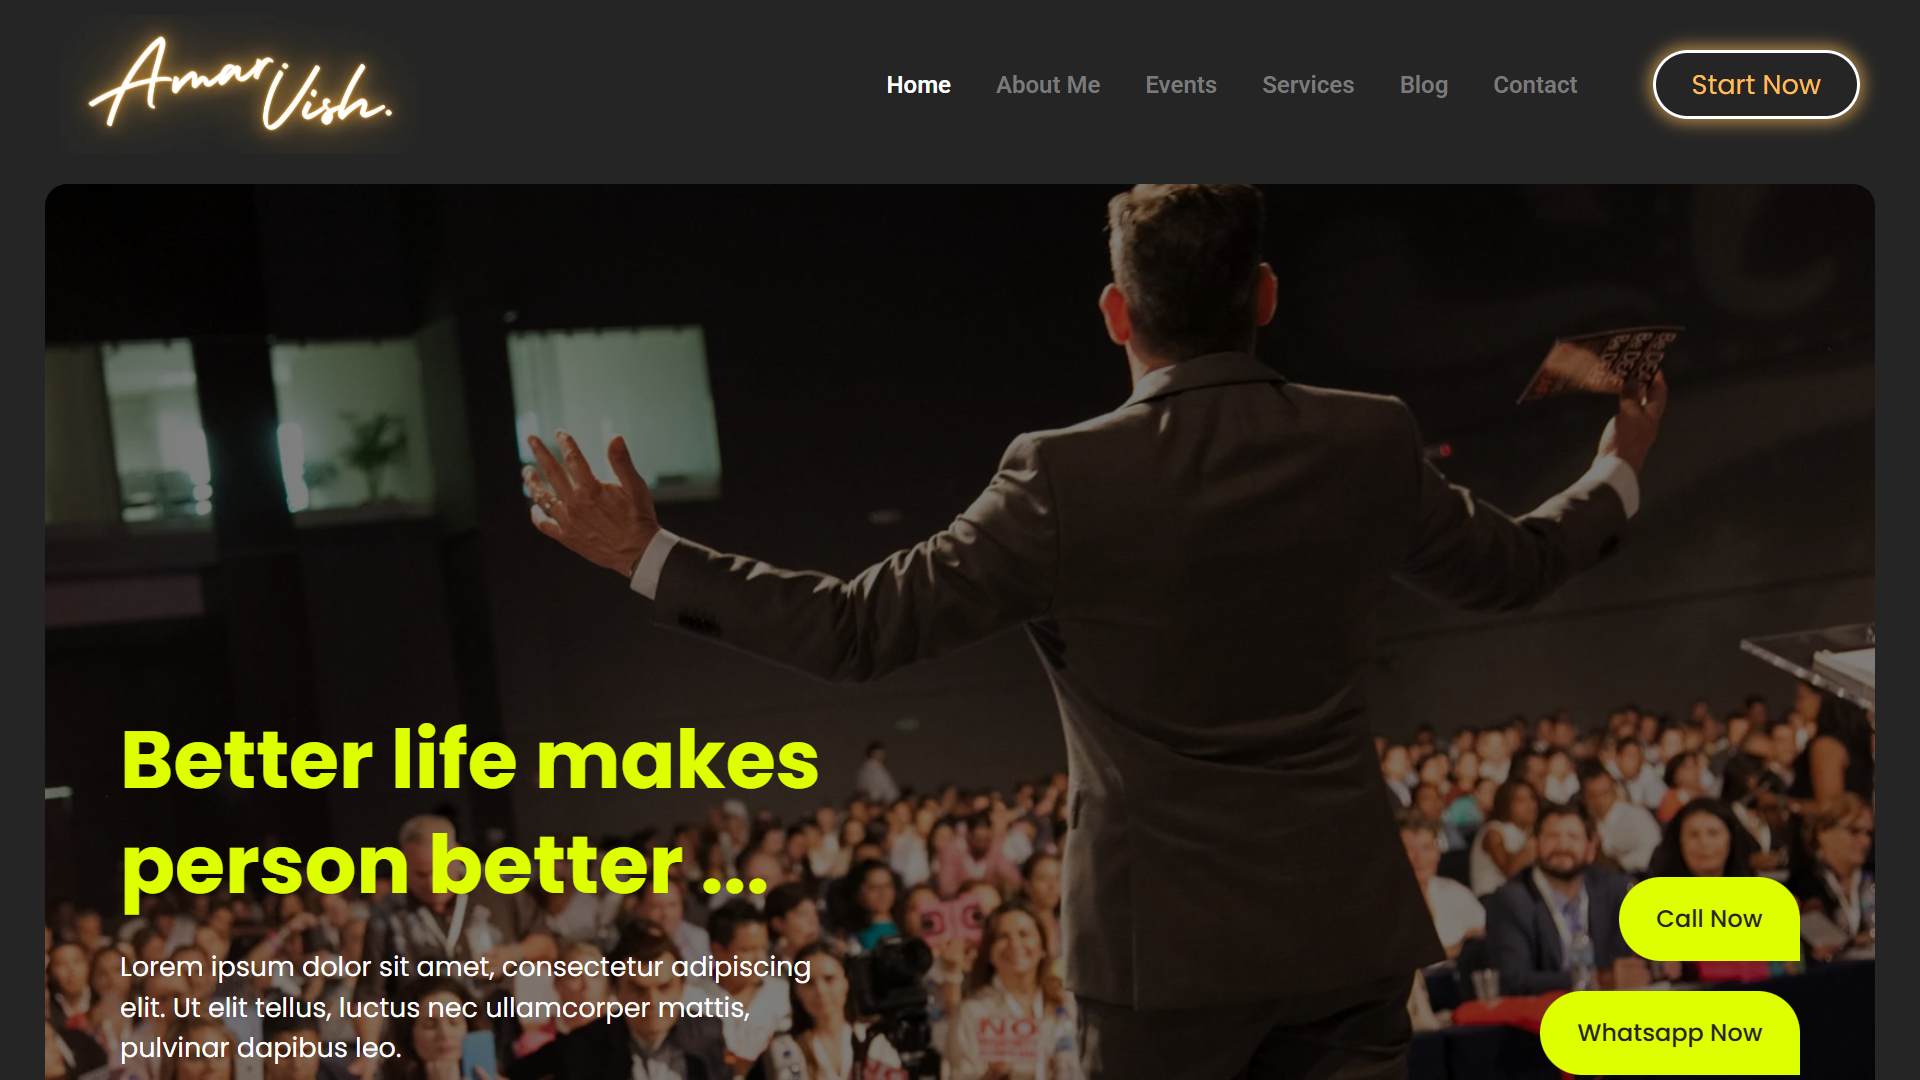 Amar Vish.
Home About Me Events Services Blog Contact Start Now
Better life makes
person better ...
Lorem ipsum dolor sit amet, consectetur adipiscing
elit. Ut elit tellus, luctus nec ullamcorper mattis,
pulvinar dapibus leo.
Call Now
Whatsapp Now
NO